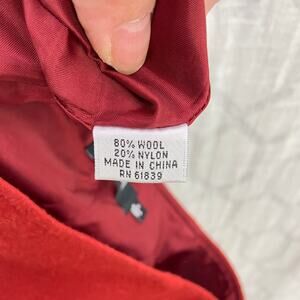 80% WOOL
20% NYLON
MADE IN CHINA
RN 61839